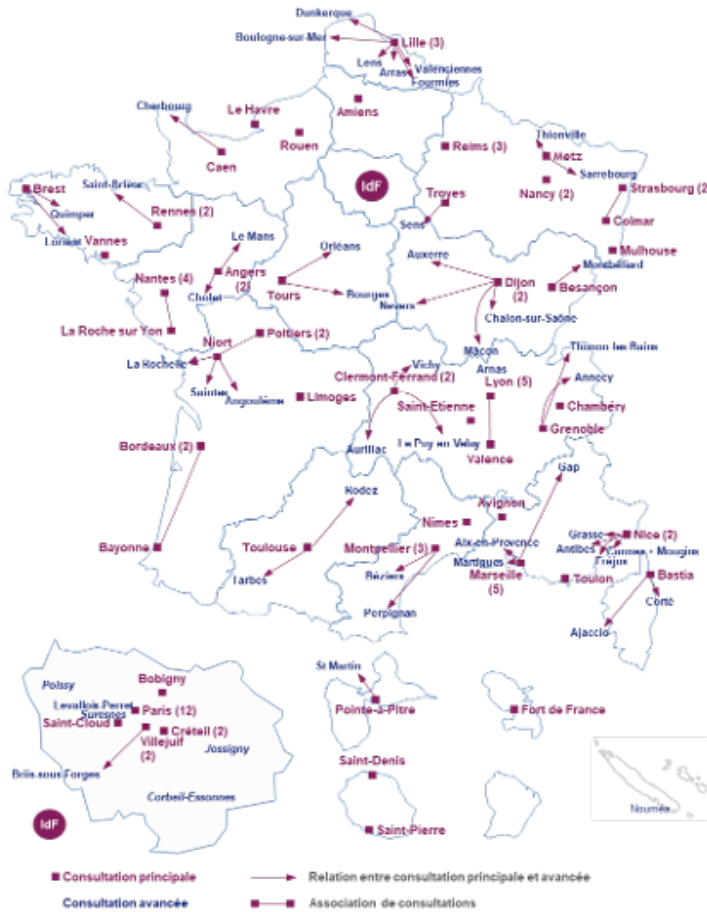 Dunkerque
Boulogne-sur-Mer
Lille (3)
Lens
Arras
Valenciennes
Fourmies
Cherbourg
Le Havre
Amiens
Rouen
Caen
Reims (3)
Thionville
Metz
Sarrebourg
Nancy (2)
Strasbourg (2
IdF
Troyes
Sens
Colmar
Mulhouse
Brest
Saint-Brieuc
Quimper
Rennes (2)
Lorient
Vannes
Le Mans
Orléans
Auxerre
Montbéliard
Nantes (4)
Angers
(2)
Cholet
Tours
Bourges
Nevers
Dijon
(2)
Besançon
Chalon-sur-Saône
La Roche sur Yon
Niort
Poitiers (2)
Mâcon
Thonon les Bains
La Rochelle
Vichy
Arnas
Annecy
Clermont-Ferrand (2)
Lyon (5)
Saintes
Angoulême
Limoges
Saint-Etienne
Chambéry
Grenoble
Bordeaux (2)
Aurillac
Le Puy en Velay
Valence
Gap
Rodez
Avignon
Nîmes
Grasse
Nice (2)
Bayonne
Toulouse
Montpellier (3)
Aix-en-Provence
Antibes
Cannes - Mougins
Martigues
Fréjus
Tarbes
Béziers
Marseille
(5)
Toulon
Bastia
Corté
Perpignan
Ajaccio
Bobigny
Poissy
St Martin
Levallois-Perret
Paris (12)
Suresnes
Saint-Cloud
Créteil (2)
Villejuif
(2)
Jossigny
Pointe-à-Pitre
Fort de France
Briis-sous-Forges
Corbeil-Essonnes
Saint-Denis
Nouméa
IdF
Saint-Pierre
Consultation principale
Relation entre consultation principale et avancée
Consultation avancée
Association de consultations